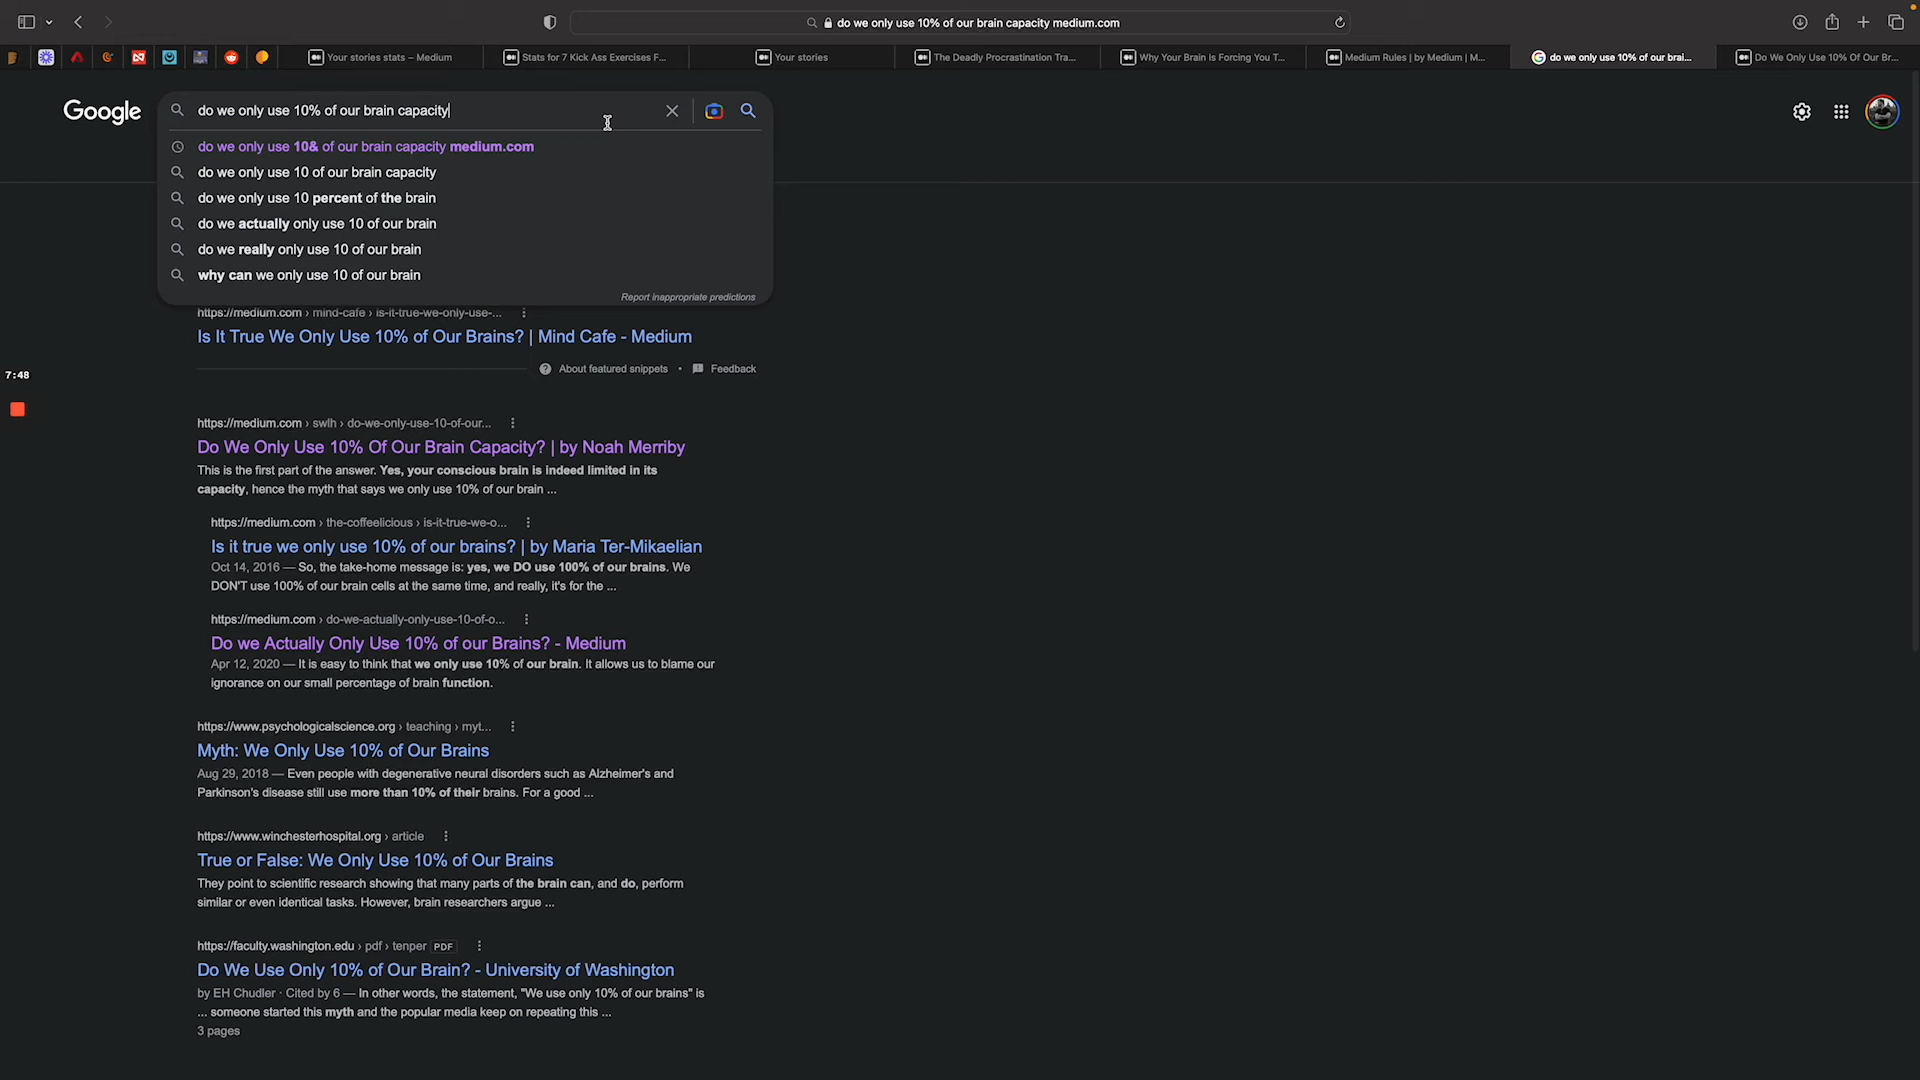 do we only use 10% of our brain capacity medium.com
Your stories stats – Medium
Stats for 7 Kick Ass Exercises F...
Your stories
The Deadly Procrastination Tra...
Why Your Brain Is Forcing You T...
Medium Rules | by Medium | M...
do we only use 10% of our brai...
Do We Only Use 10% Of Our Br...
Google
do we only use 10% of our brain capacity
do we only use 10& of our brain capacity medium.com
do we only use 10 of our brain capacity
do we only use 10 percent of the brain
do we actually only use 10 of our brain
do we really only use 10 of our brain
why can we only use 10 of our brain
Report inappropriate predictions
https://medium.com › mind-cafe › is-it-true-we-only-use-...
Is It True We Only Use 10% of Our Brains? | Mind Cafe - Medium
About featured snippets • Feedback
7:48
https://medium.com › swlh › do-we-only-use-10-of-our...
Do We Only Use 10% Of Our Brain Capacity? | by Noah Merriby
This is the first part of the answer. Yes, your conscious brain is indeed limited in its
capacity, hence the myth that says we only use 10% of our brain ...
https://medium.com › the-coffeelicious › is-it-true-we-o...
Is it true we only use 10% of our brains? | by Maria Ter-Mikaelian
Oct 14, 2016 — So, the take-home message is: yes, we DO use 100% of our brains. We
DON'T use 100% of our brain cells at the same time, and really, it's for the ...
https://medium.com › do-we-actually-only-use-10-of-o...
Do we Actually Only Use 10% of our Brains? - Medium
Apr 12, 2020 — It is easy to think that we only use 10% of our brain. It allows us to blame our
ignorance on our small percentage of brain function.
https://www.psychologicalscience.org › teaching › myt...
Myth: We Only Use 10% of Our Brains
Aug 29, 2018 — Even people with degenerative neural disorders such as Alzheimer's and
Parkinson's disease still use more than 10% of their brains. For a good ...
https://www.winchesterhospital.org › article
True or False: We Only Use 10% of Our Brains
They point to scientific research showing that many parts of the brain can, and do, perform
similar or even identical tasks. However, brain researchers argue ...
https://faculty.washington.edu › pdf › tenper PDF
Do We Use Only 10% of Our Brain? - University of Washington
by EH Chudler · Cited by 6 — In other words, the statement, "We use only 10% of our brains" is
... someone started this myth and the popular media keep on repeating this ...
3 pages